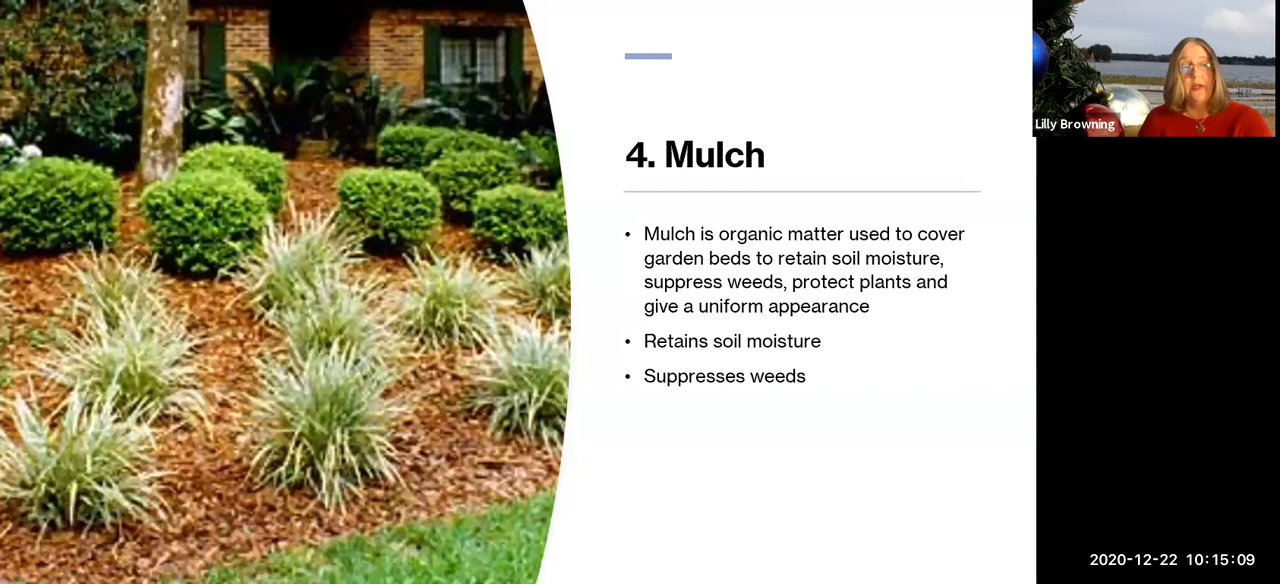 4. Mulch
• Mulch is organic matter used to cover
garden beds to retain soil moisture,
suppress weeds, protect plants and
give a uniform appearance
• Retains soil moisture
• Suppresses weeds
Lilly Browning
2020-12-22 10:15:09